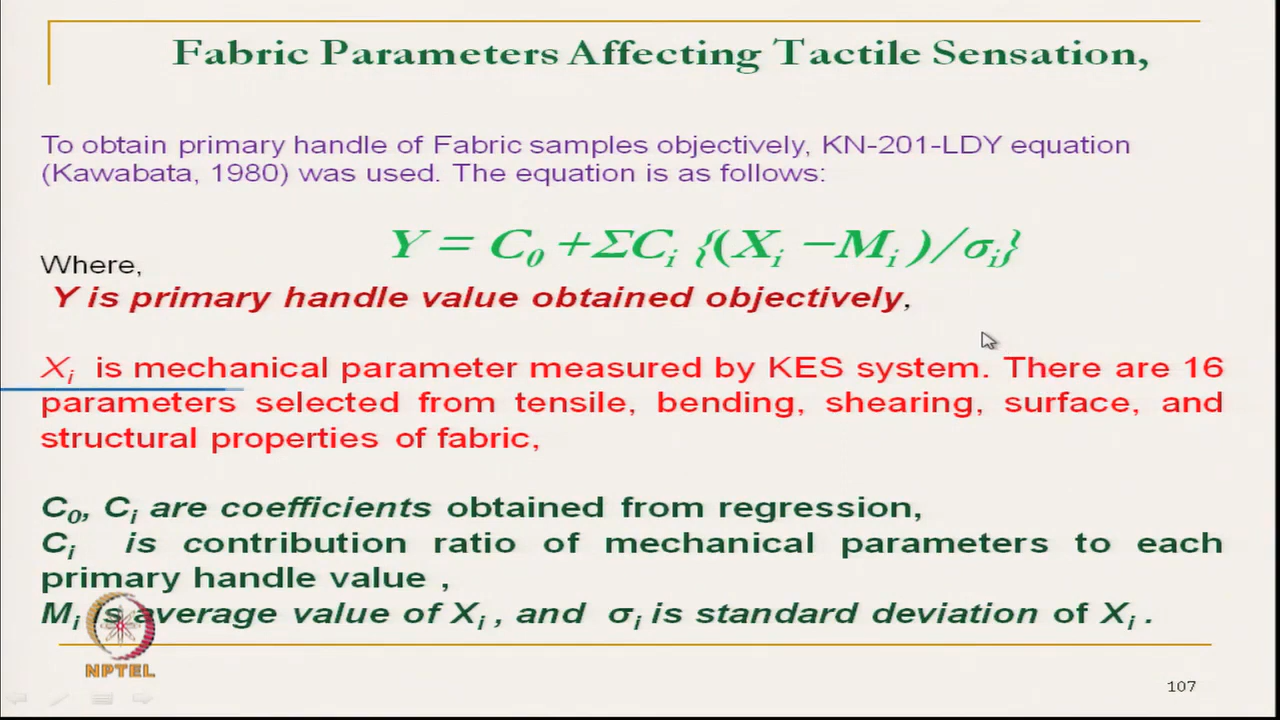 Fabric Parameters Affecting Tactile Sensation,
To obtain primary handle of Fabric samples objectively, KN-201-LDY equation
(Kawabata, 1980) was used. The equation is as follows:
Y = C₀ +ΣCᵢ {(Xᵢ −Mᵢ )/σᵢ}
Where,
Y is primary handle value obtained objectively,
Xᵢ is mechanical parameter measured by KES system. There are 16
parameters selected from tensile, bending, shearing, surface, and
structural properties of fabric,
C₀, Cᵢ are coefficients obtained from regression,
Cᵢ is contribution ratio of mechanical parameters to each
primary handle value ,
Mᵢ is average value of Xᵢ , and σᵢ is standard deviation of Xᵢ .
NPTEL
107